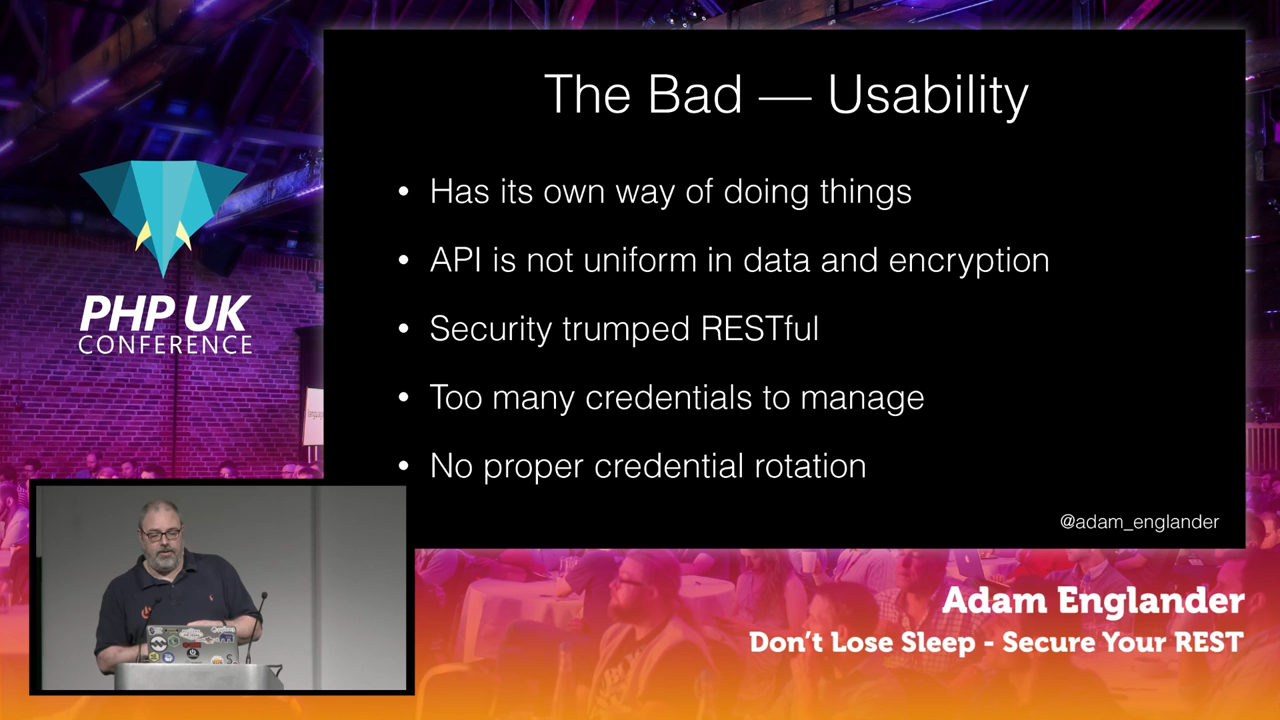 The Bad — Usability
• Has its own way of doing things
• API is not uniform in data and encryption
• Security trumped RESTful
• Too many credentials to manage
• No proper credential rotation
@adam_englander
PHP UK
CONFERENCE
Adam Englander
Don't Lose Sleep - Secure Your REST